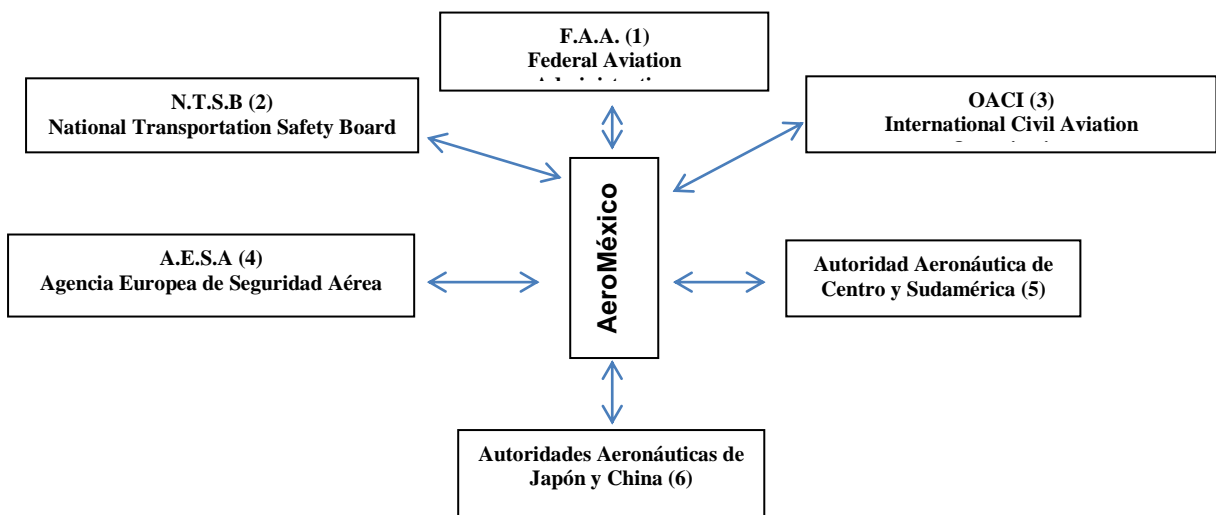 F.A.A. (1)
Federal Aviation
N.T.S.B (2)
National Transportation Safety Board
OACI (3)
International Civil Aviation
AeroMéxico
A.E.S.A (4)
Agencia Europea de Seguridad Aérea
Autoridad Aeronáutica de
Centro y Sudamérica (5)
Autoridades Aeronáuticas de
Japón y China (6)